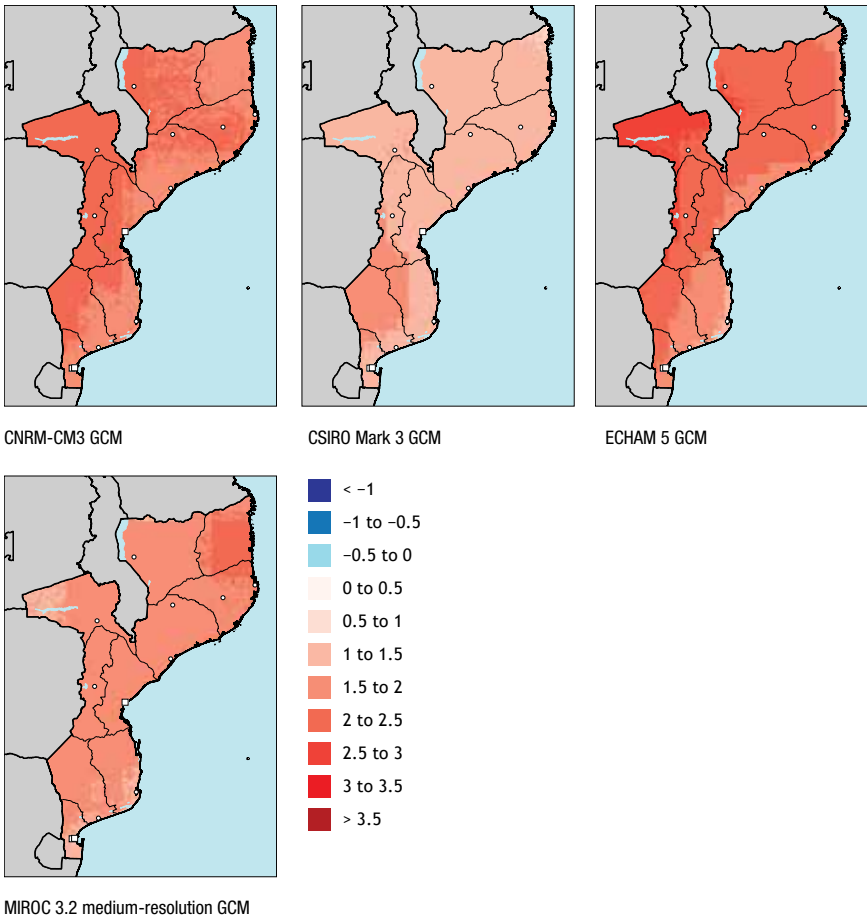 CNRM-CM3 GCM
CSIRO Mark 3 GCM
ECHAM 5 GCM
< −1
−1 to −0.5
−0.5 to 0
0 to 0.5
0.5 to 1
1 to 1.5
1.5 to 2
2 to 2.5
2.5 to 3
3 to 3.5
> 3.5
MIROC 3.2 medium-resolution GCM